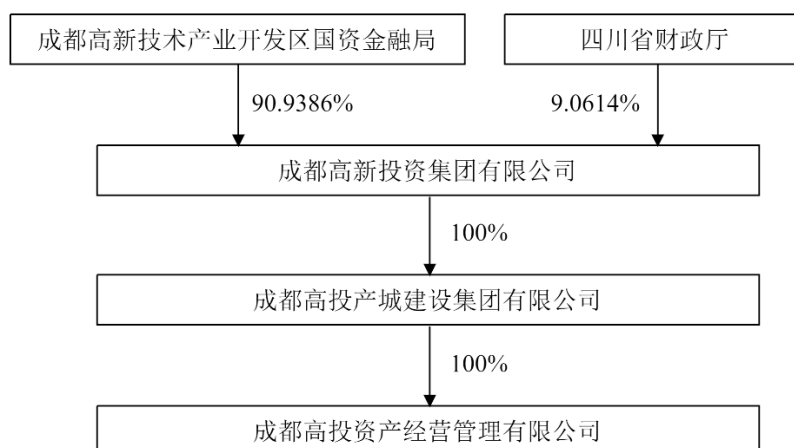 成都高新技术产业开发区国资金融局
四川省财政厅
90.9386%
9.0614%
成都高新投资集团有限公司
100%
成都高投产城建设集团有限公司
100%
成都高投资产经营管理有限公司